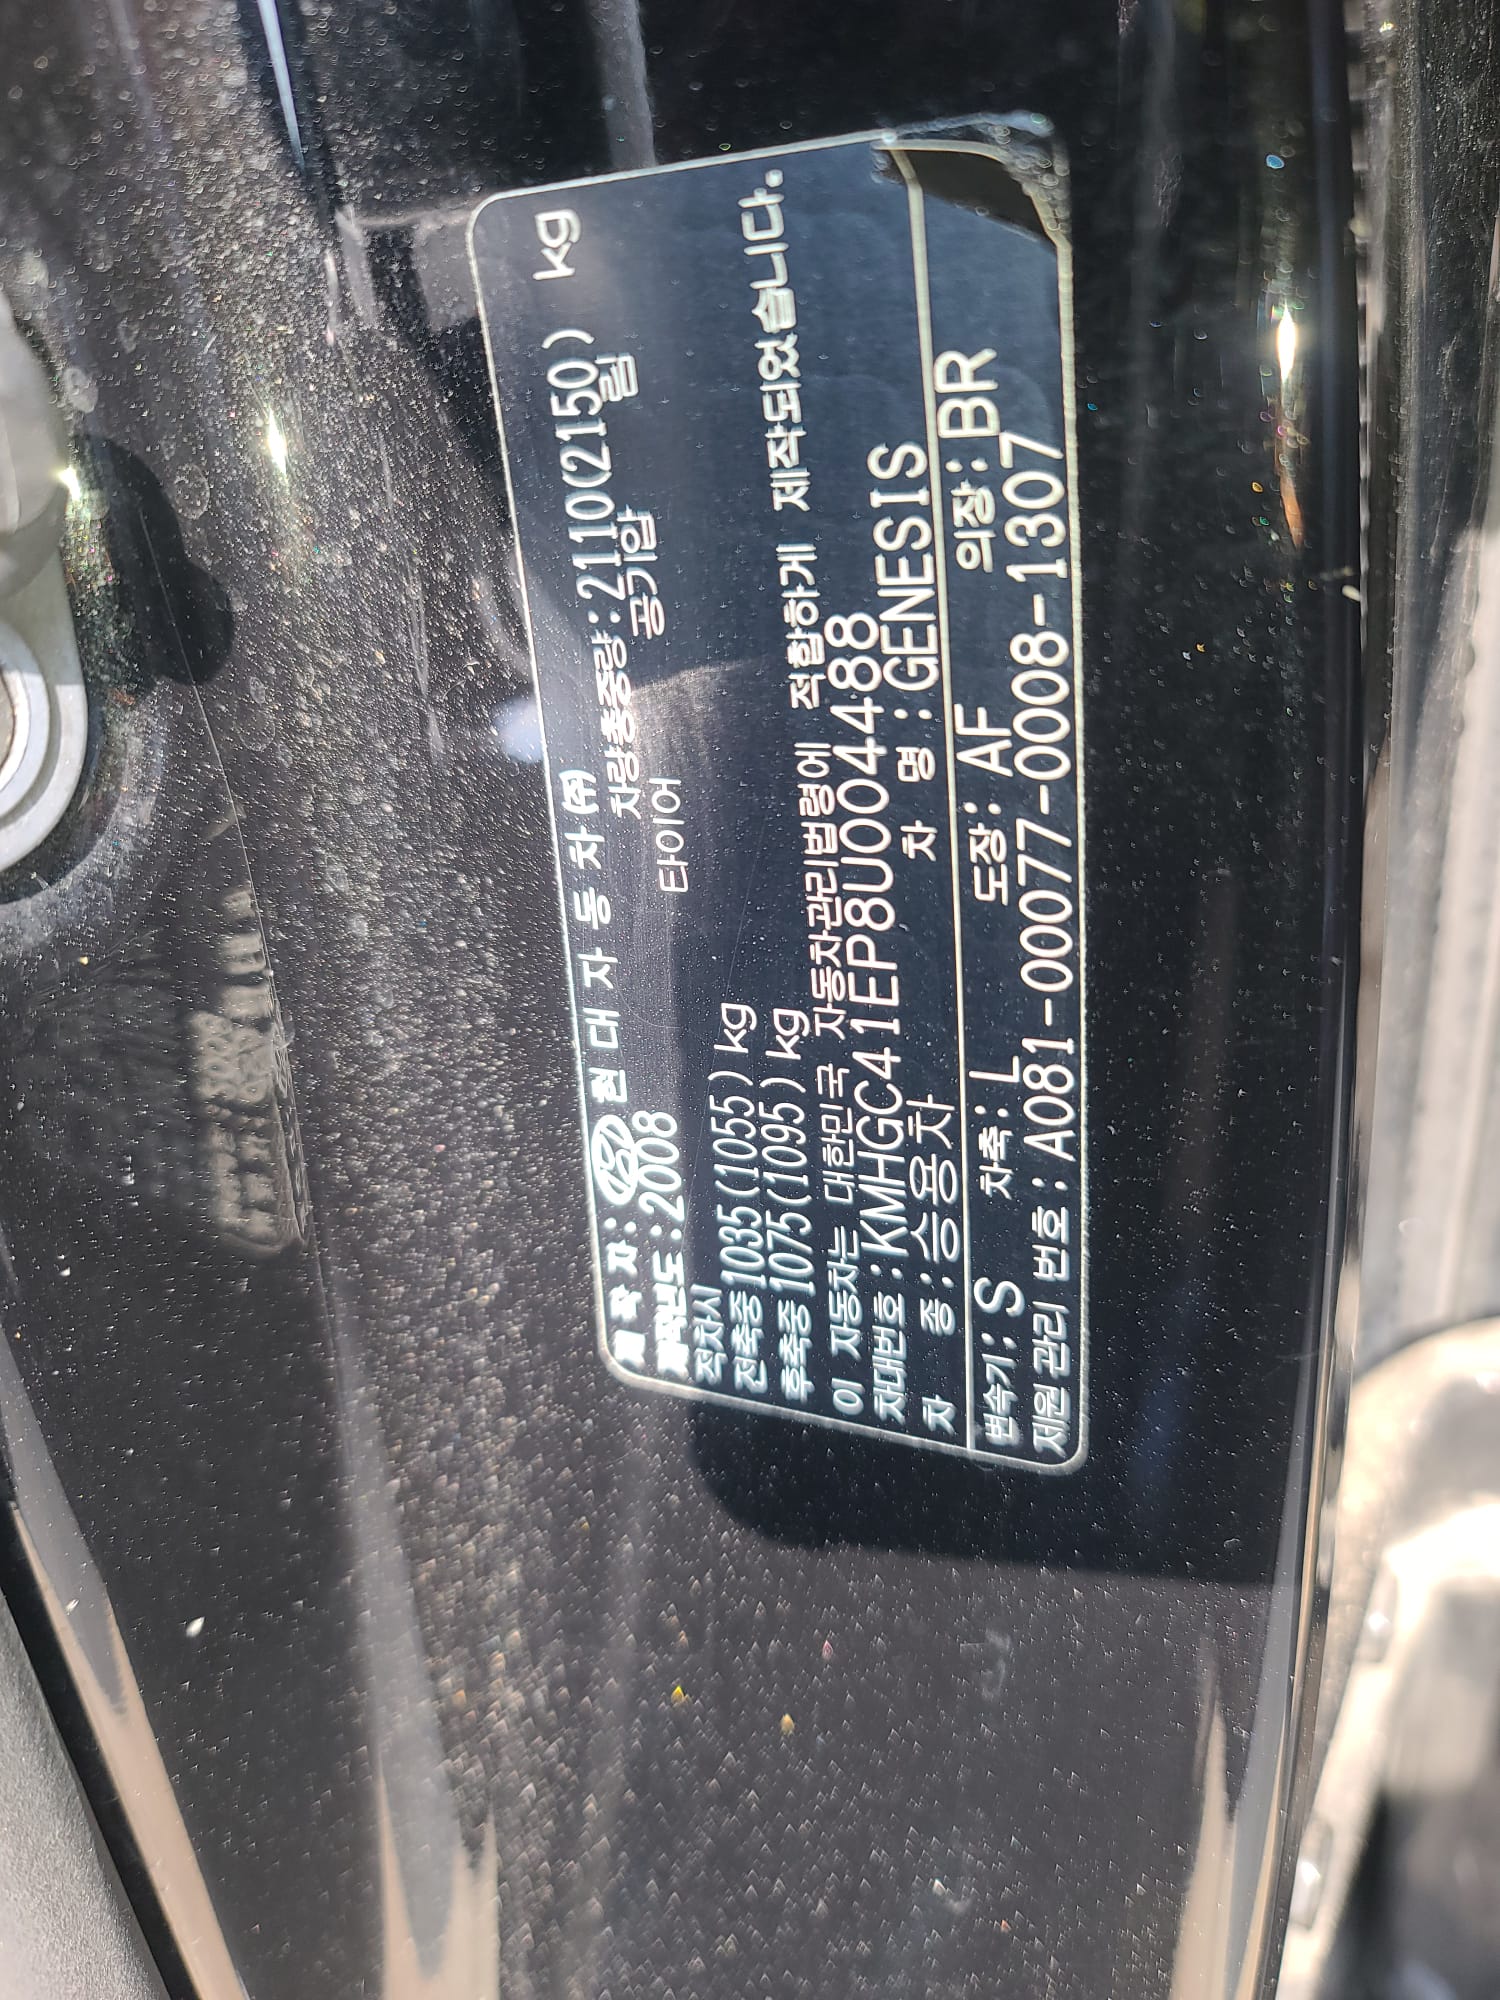 제 작 자 : 현 대 자 동 차 (주)
제작년도 : 2008 차량총중량 : 2110(2150) kg
적차시 타이어 공기압 림
전축중 1035(1055) kg
후축중 1075(1095) kg
이 자동차는 대한민국 자동차관리법령에 적합하게 제작되었습니다.
차대번호 : KMHGC41EP8U004488
차 종 : 승용차 차 명 : GENESIS
변속기 : S 차축 : L 도장 : AF 의장 : BR
제원 관리 번호 : A081-00077-0008-1307